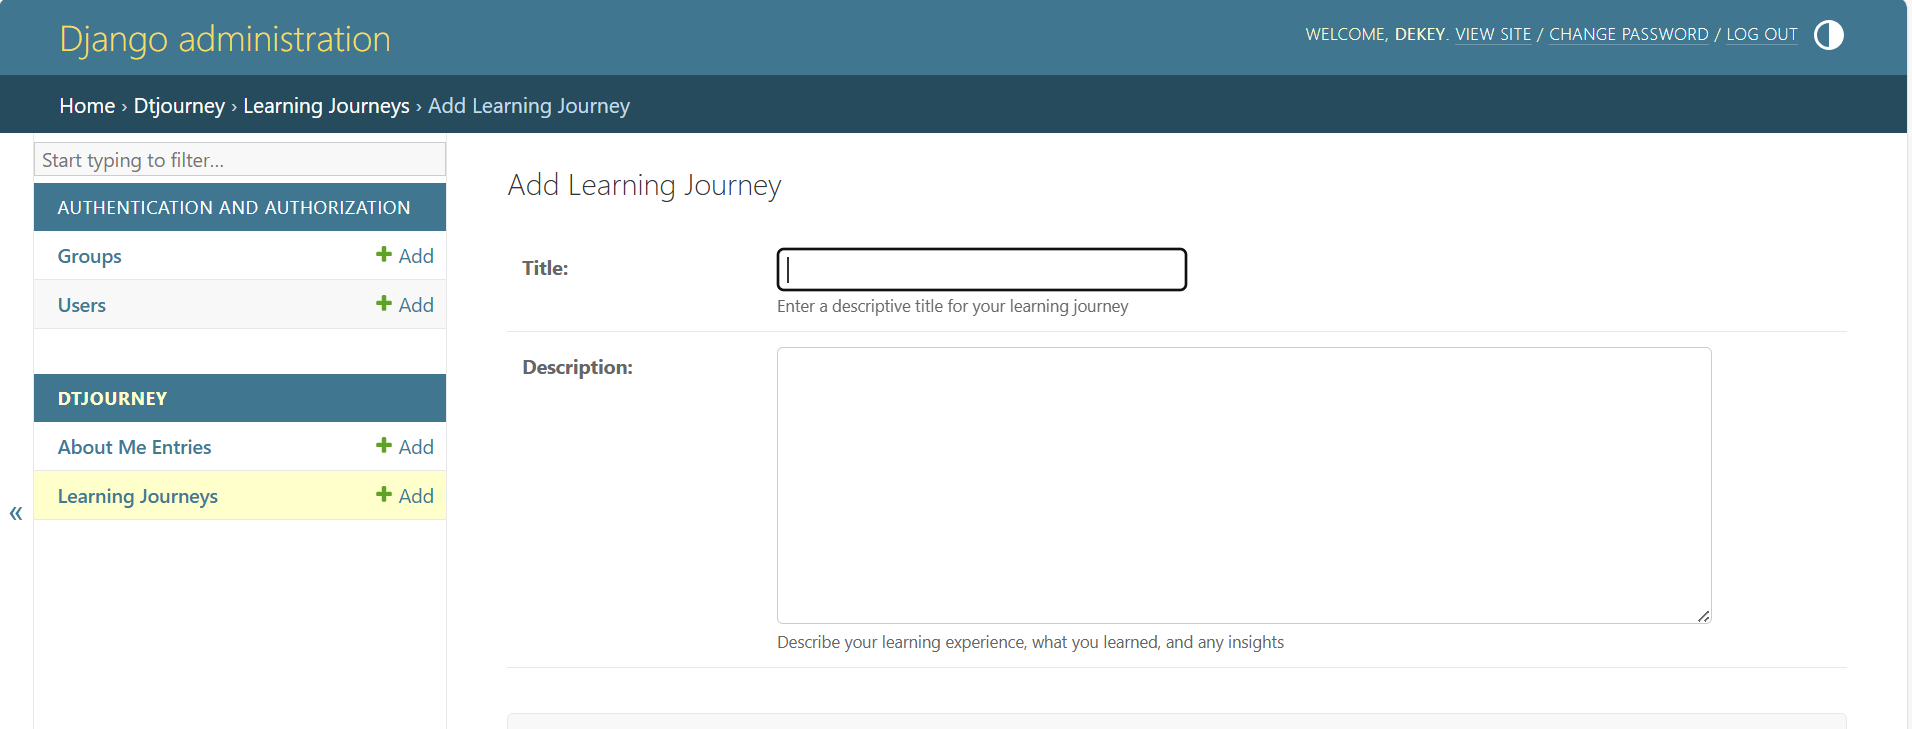 Django administration
WELCOME, DEKEY. VIEW SITE / CHANGE PASSWORD / LOG OUT
Home › Dtjourney › Learning Journeys › Add Learning Journey
Start typing to filter...
AUTHENTICATION AND AUTHORIZATION
Groups + Add
Users + Add
DTJOURNEY
About Me Entries + Add
Learning Journeys + Add
«
Add Learning Journey
Title:
Enter a descriptive title for your learning journey
Description:
Describe your learning experience, what you learned, and any insights